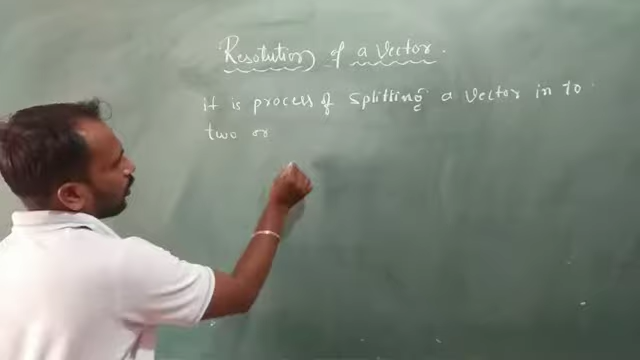 Resolution of a Vector.
it is process of splitting a vector in to
two or